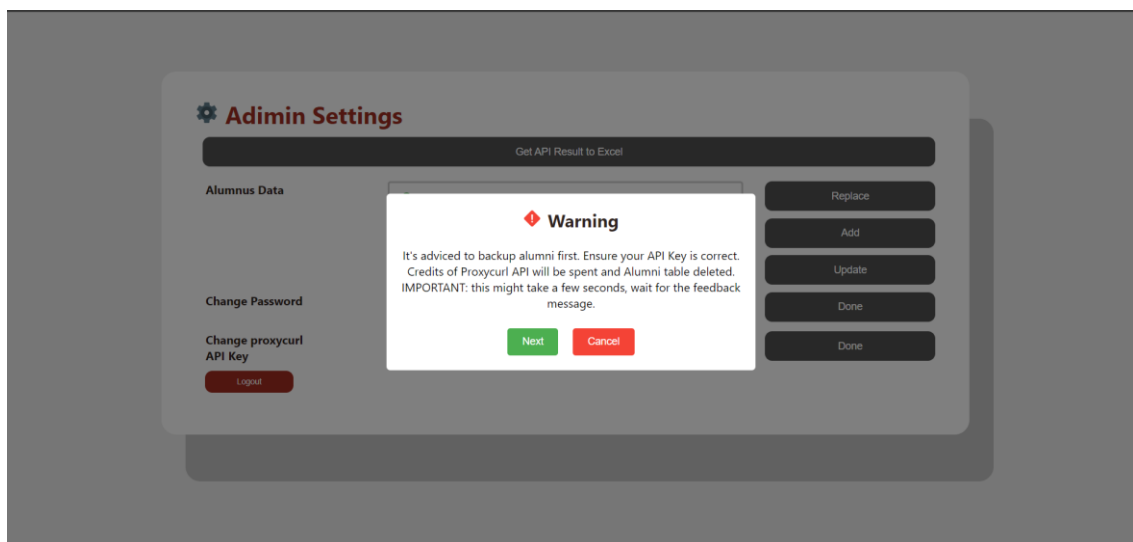 Adimin Settings
Get API Result to Excel
Alumnus Data
Replace
Warning
Add
It's adviced to backup alumni first. Ensure your API Key is correct.
Credits of Proxycurl API will be spent and Alumni table deleted.
IMPORTANT: this might take a few seconds, wait for the feedback
message.
Update
Change Password
Done
Next
Cancel
Change proxycurl
API Key
Done
Logout